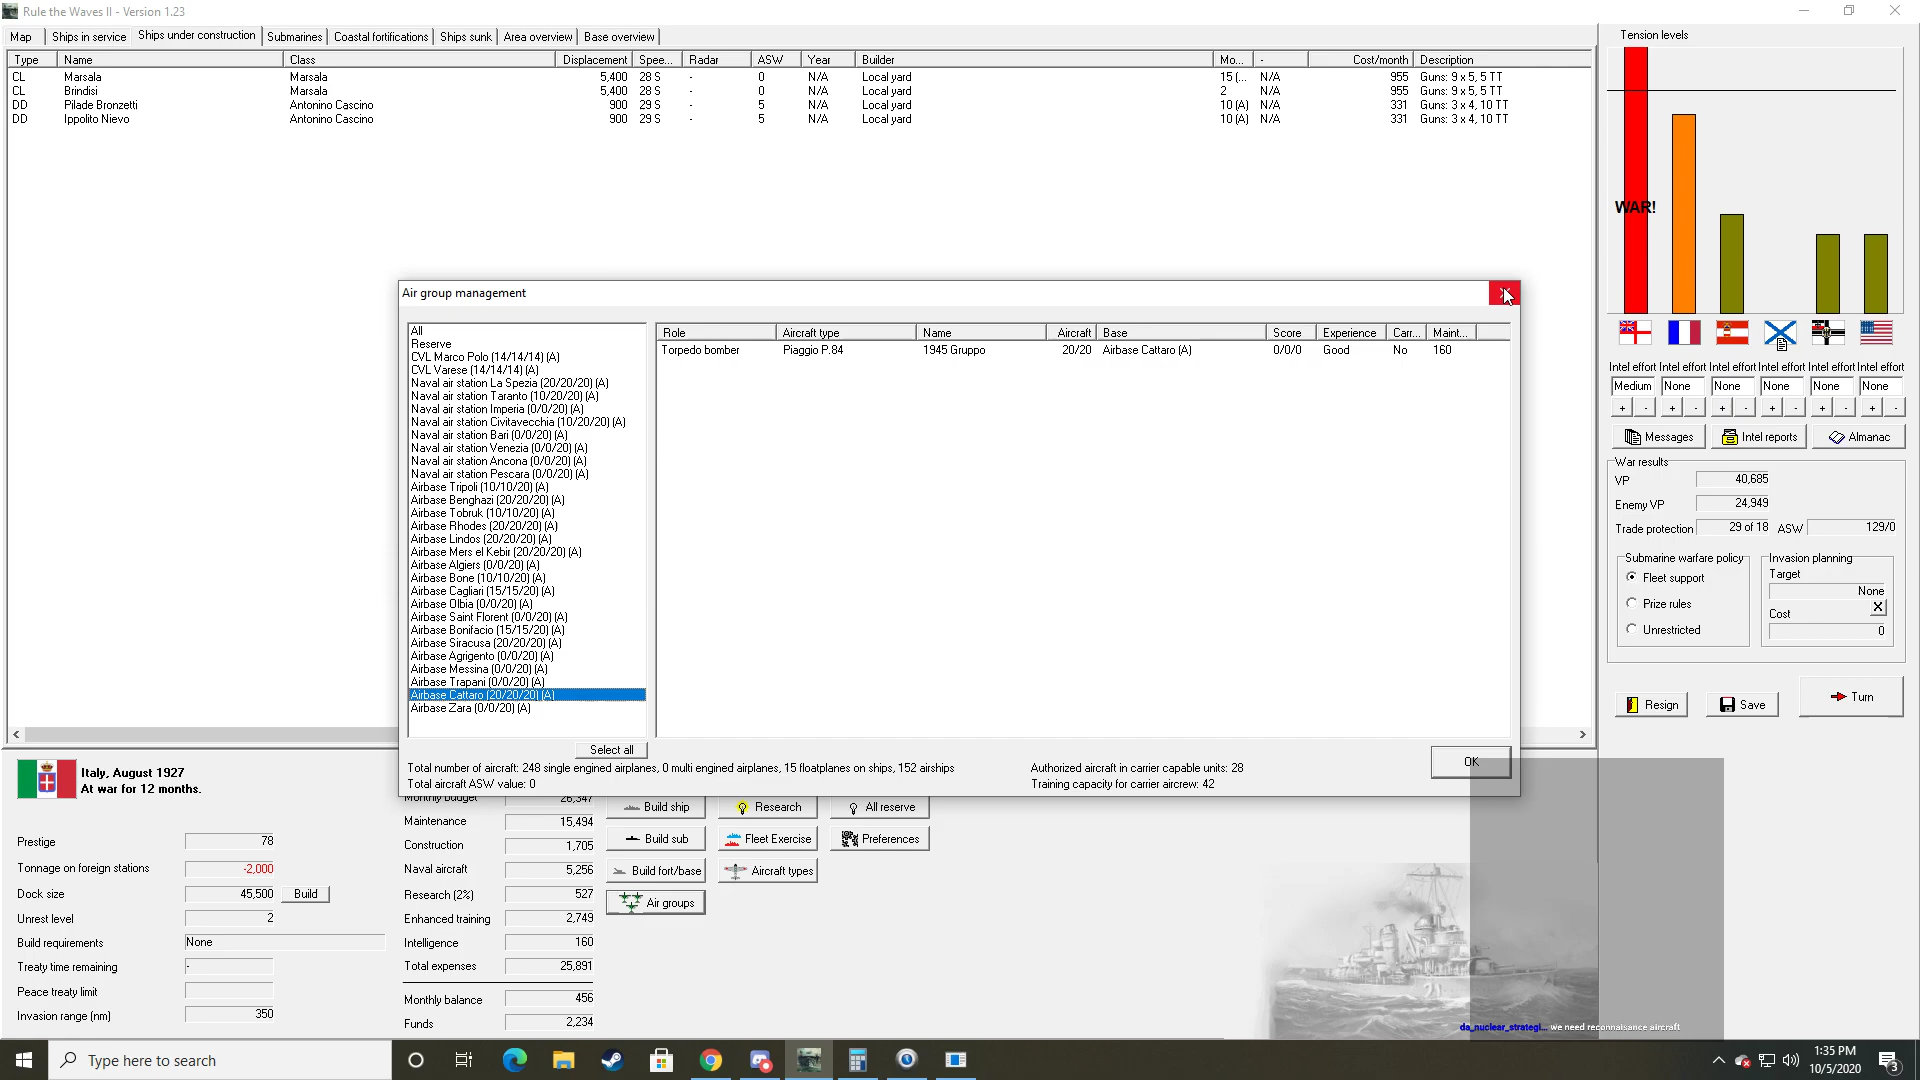 Rule the Waves II - Version 1.23
Map Ships in service Ships under construction Submarines Coastal fortifications Ships sunk Area overview Base overview
Type Name Class Displacement Spee... Radar ASW Year Builder Mo... - Cost/month Description
CL Marsala Marsala 5,400 28 S - 0 N/A Local yard 15 (... N/A 955 Guns: 9 x 5, 5 TT
CL Brindisi Marsala 5,400 28 S - 0 N/A Local yard 2 N/A 955 Guns: 9 x 5, 5 TT
DD Pilade Bronzetti Antonino Cascino 900 29 S - 5 N/A Local yard 10 (A) N/A 331 Guns: 3 x 4, 10 TT
DD Ippolito Nievo Antonino Cascino 900 29 S - 5 N/A Local yard 10 (A) N/A 331 Guns: 3 x 4, 10 TT
Air group management
All
Reserve
CVL Marco Polo (14/14/14) (A)
CVL Varese (14/14/14) (A)
Naval air station La Spezia (20/20/20) (A)
Naval air station Taranto (10/20/20) (A)
Naval air station Imperia (0/0/20) (A)
Naval air station Civitavecchia (10/20/20) (A)
Naval air station Bari (0/0/20) (A)
Naval air station Venezia (0/0/20) (A)
Naval air station Ancona (0/0/20) (A)
Naval air station Pescara (0/0/20) (A)
Airbase Tripoli (10/10/20) (A)
Airbase Benghazi (20/20/20) (A)
Airbase Tobruk (10/10/20) (A)
Airbase Rhodes (20/20/20) (A)
Airbase Lindos (20/20/20) (A)
Airbase Mers el Kebir (20/20/20) (A)
Airbase Algiers (0/0/20) (A)
Airbase Bone (10/10/20) (A)
Airbase Cagliari (15/15/20) (A)
Airbase Olbia (0/0/20) (A)
Airbase Saint Florent (0/0/20) (A)
Airbase Bonifacio (15/15/20) (A)
Airbase Siracusa (20/20/20) (A)
Airbase Agrigento (0/0/20) (A)
Airbase Messina (0/0/20) (A)
Airbase Trapani (0/0/20) (A)
Airbase Cattaro (20/20/20) (A)
Airbase Zara (0/0/20) (A)
Select all
Role Aircraft type Name Aircraft Base Score Experience Carr... Maint...
Torpedo bomber Piaggio P.84 1945 Gruppo 20/20 Airbase Cattaro (A) 0/0/0 Good No 160
Total number of aircraft: 248 single engined airplanes, 0 multi engined airplanes, 15 floatplanes on ships, 152 airships
Total aircraft ASW value: 0
Authorized aircraft in carrier capable units: 28
Training capacity for carrier aircrew: 42
OK
Tension levels
WAR!
Intel effort Intel effort Intel effort Intel effort Intel effort Intel effort
Medium None None None None None
+ - + - + - + - + - + -
Messages Intel reports Almanac
War results
VP 40,685
Enemy VP 24,949
Trade protection 29 of 18 ASW 129/0
Submarine warfare policy
Fleet support
Prize rules
Unrestricted
Invasion planning
Target
None
Cost X
0
Resign Save Turn
Italy, August 1927
At war for 12 months.
Prestige 78
Tonnage on foreign stations -2,000
Dock size 45,500 Build
Unrest level 2
Build requirements None
Treaty time remaining -
Peace treaty limit
Invasion range (nm) 350
Monthly budget 26,347
Maintenance 15,494
Construction 1,705
Naval aircraft 5,256
Research (2%) 527
Enhanced training 2,749
Intelligence 160
Total expenses 25,891
Monthly balance 456
Funds 2,234
Build ship Research All reserve
Build sub Fleet Exercise Preferences
Build fort/base Aircraft types
Air groups
da_nuclear_strategi... we need reconnaisance aircraft
Type here to search
1:35 PM
10/5/2020
3